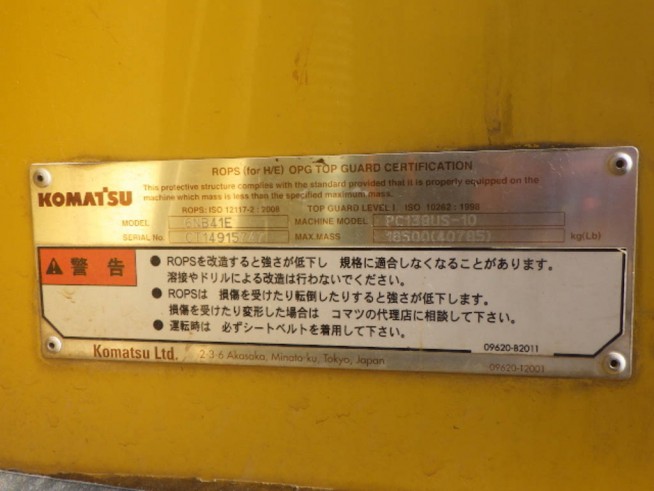 ROPS (for H/E) OPG TOP GUARD CERTIFICATION
KOMATSU
This protective structure complies with the standard provided that it is properly equipped on the
machine which mass is less than the specified maximum mass.
ROPS: ISO 12117-2 : 2008 TOP GUARD LEVEL I ISO 10262 : 1998
MODEL MACHINE MODEL PC138US-10
SERIAL No. MAX.MASS 18500(40785) kg(Lb)
警告
● ROPSを改造すると強さが低下し 規格に適合しなくなることがあります。
溶接やドリルによる改造は行わないでください。
● ROPSは 損傷を受けたり転倒したりすると強さが低下します。
損傷を受けたり変形した場合は コマツの代理店に相談して下さい。
● 運転時は 必ずシートベルトを着用して下さい。
09620-B2011
Komatsu Ltd. 2-3-6 Akasaka, Minato-ku, Tokyo, Japan
09620-12001